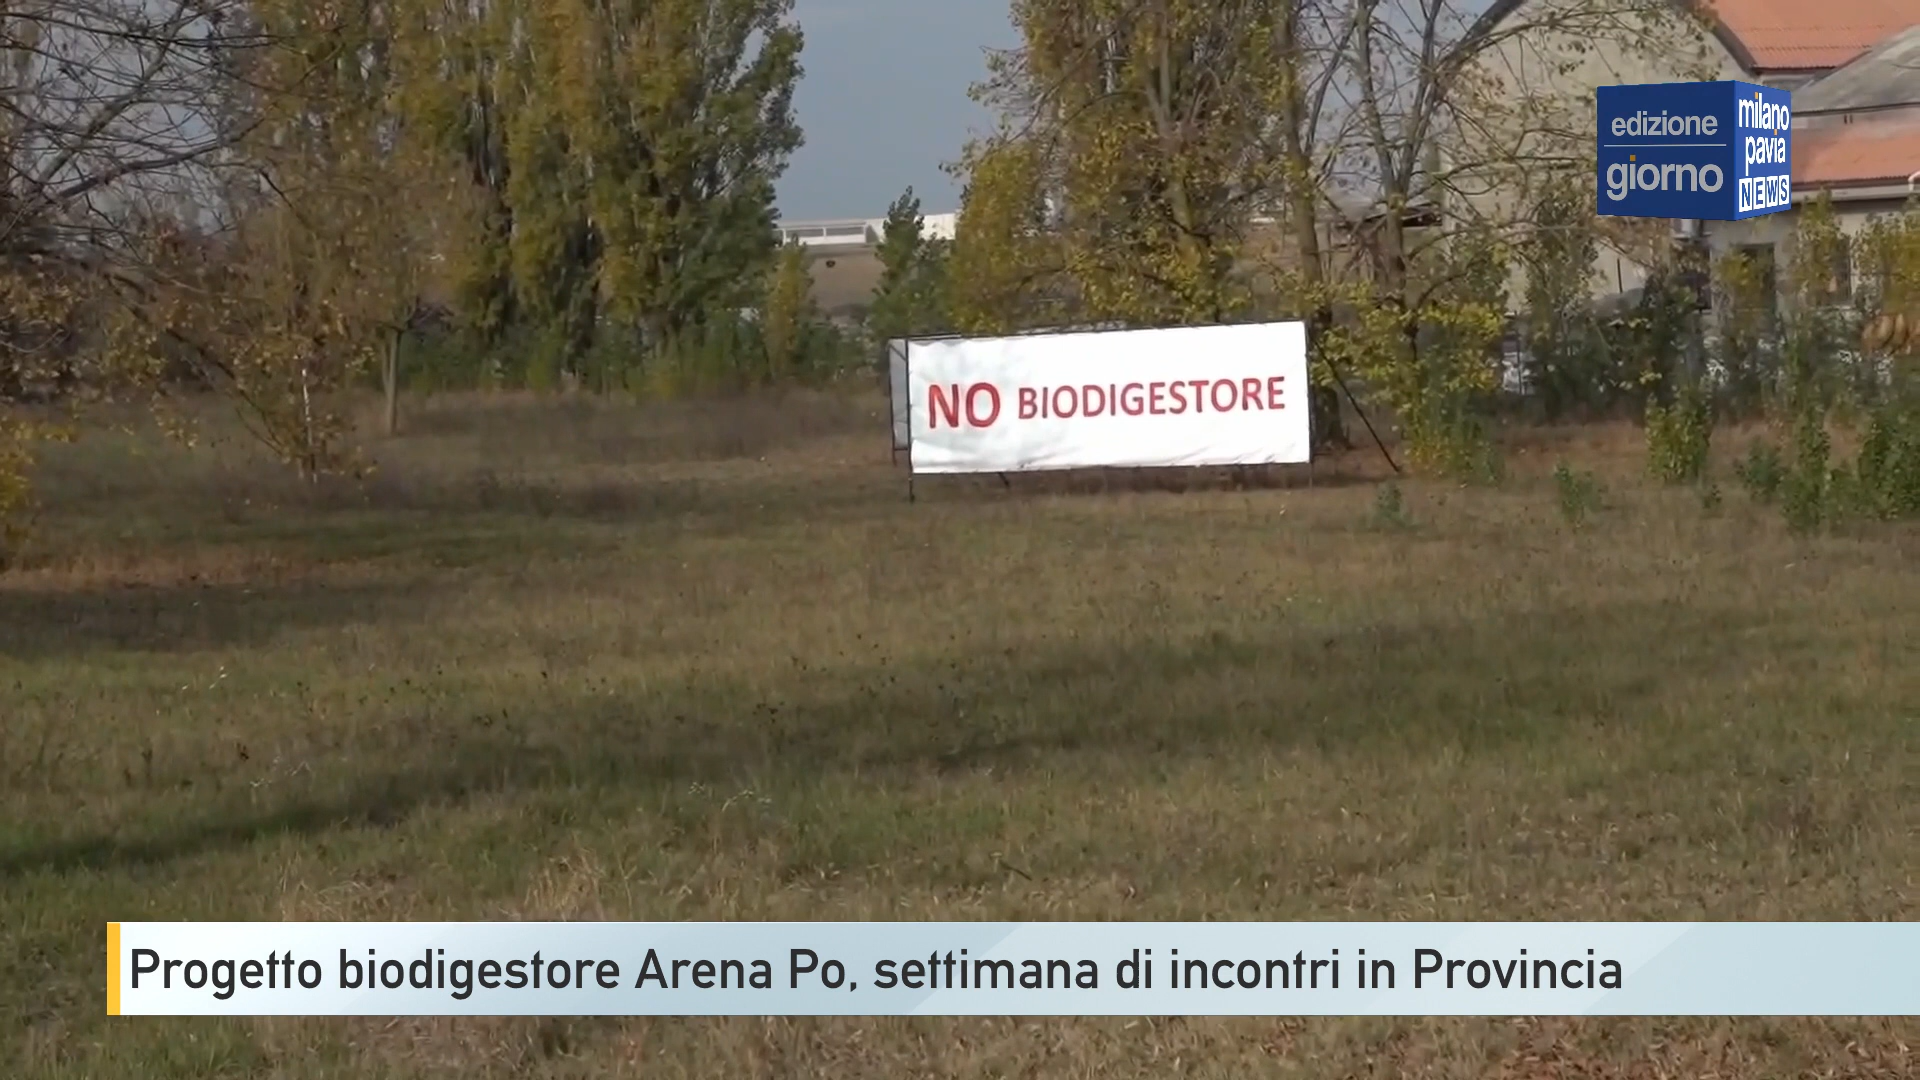 edizione
giorno
milano
pavia
NEWS
NO BIODIGESTORE
Progetto biodigestore Arena Po, settimana di incontri in Provincia